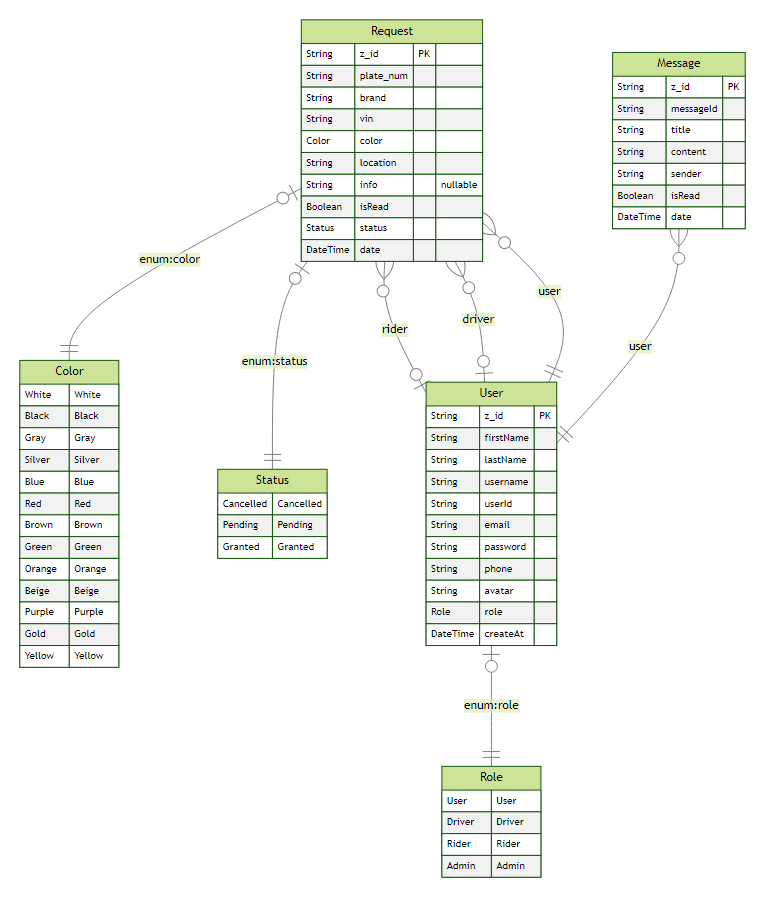 Request
String z_id PK
String plate_num
String brand
String vin
Color color
String location
String info nullable
Boolean isRead
Status status
DateTime date
Message
String z_id PK
String messageId
String title
String content
String sender
Boolean isRead
DateTime date
enum:color
enum:status
rider
driver
user
user
Color
White White
Black Black
Gray Gray
Silver Silver
Blue Blue
Red Red
Brown Brown
Green Green
Orange Orange
Beige Beige
Purple Purple
Gold Gold
Yellow Yellow
Status
Cancelled Cancelled
Pending Pending
Granted Granted
User
String z_id PK
String firstName
String lastName
String username
String userId
String email
String password
String phone
String avatar
Role role
DateTime createAt
enum:role
Role
User User
Driver Driver
Rider Rider
Admin Admin